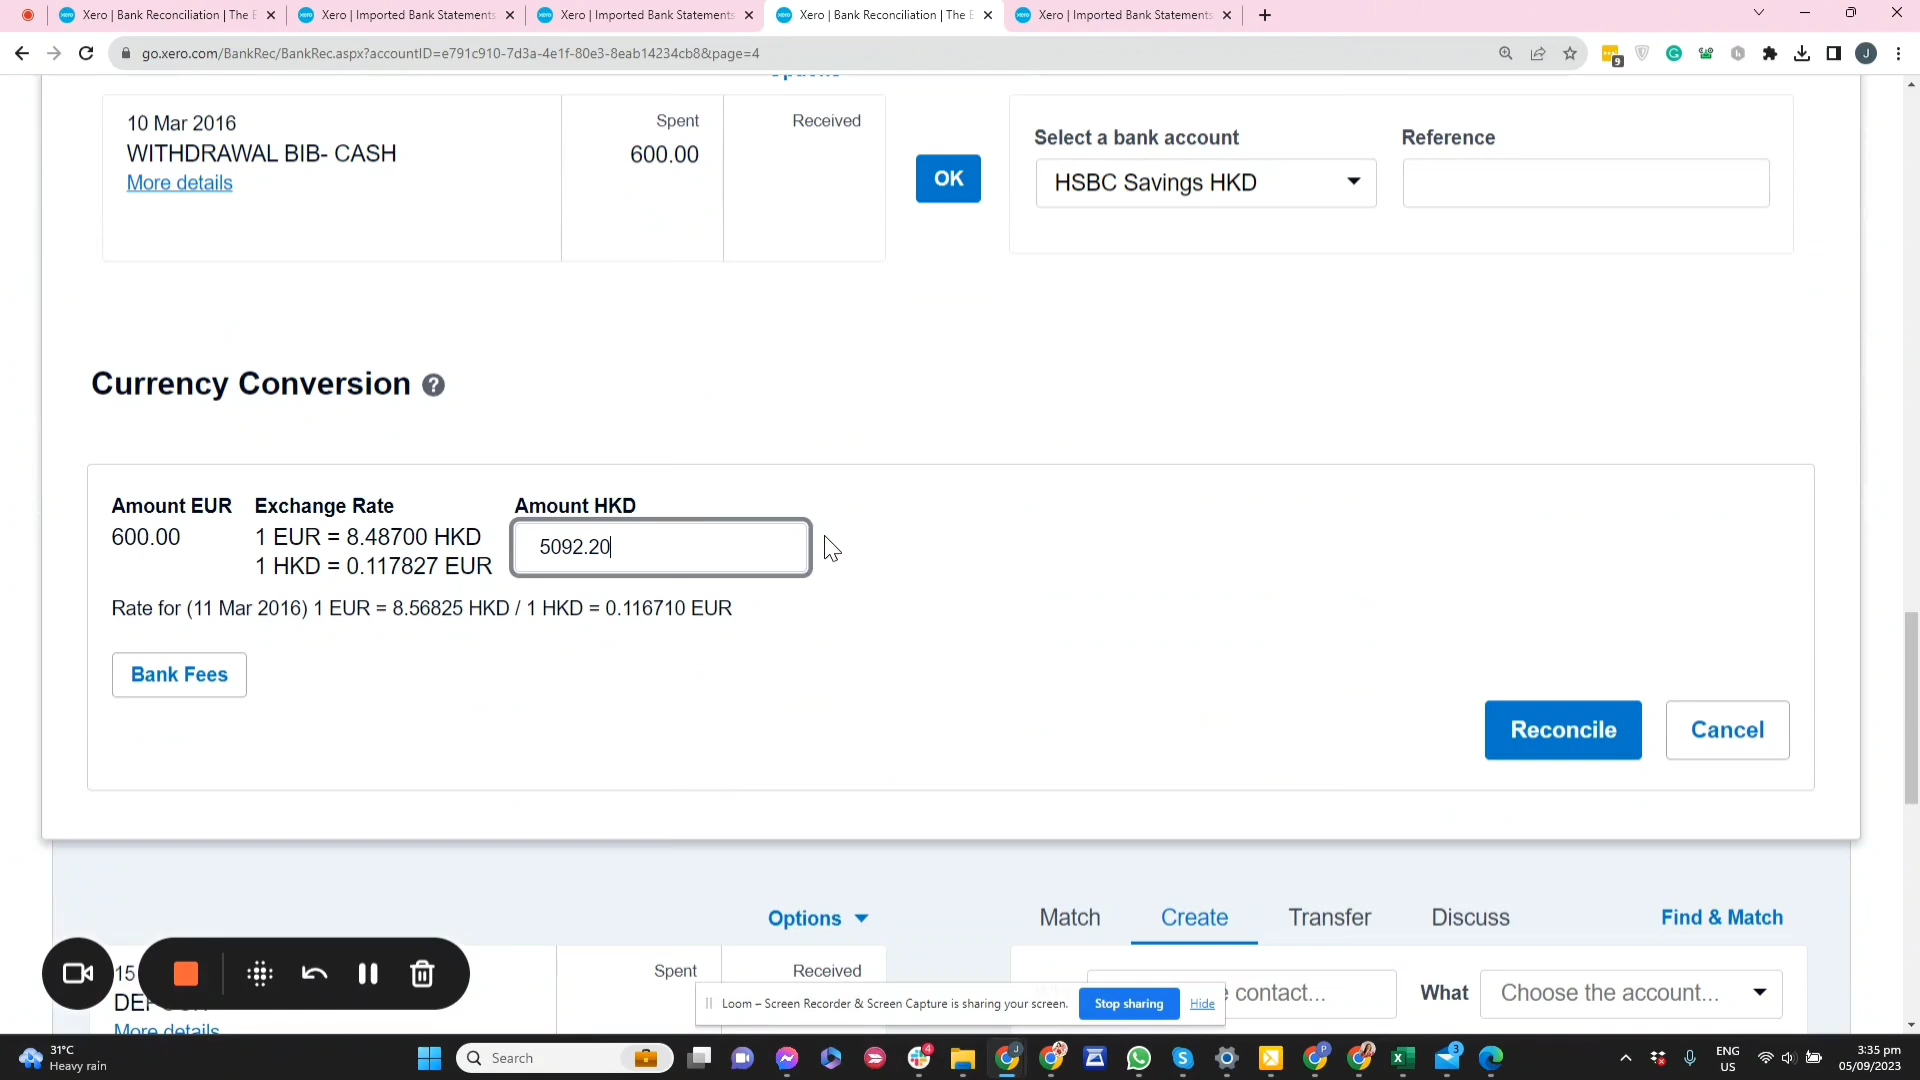 Xero | Bank Reconciliation | The E
Xero | Imported Bank Statements
Xero | Imported Bank Statements
Xero | Bank Reconciliation | The E
Xero | Imported Bank Statements
go.xero.com/BankRec/BankRec.aspx?accountID=e791c910-7d3a-4e1f-80e3-8eab14234cb8&page=4
9
J
10 Mar 2016
WITHDRAWAL BIB- CASH
More details
Spent
600.00
Received
OK
Select a bank account
HSBC Savings HKD
Reference
Currency Conversion ?
Amount EUR
600.00
Exchange Rate
1 EUR = 8.48700 HKD
1 HKD = 0.117827 EUR
Amount HKD
5092.20
Rate for (11 Mar 2016) 1 EUR = 8.56825 HKD / 1 HKD = 0.116710 EUR
Bank Fees
Reconcile
Cancel
Options
Match
Create
Transfer
Discuss
Find & Match
15
More details
Spent
Received
contact...
What
Choose the account...
Loom – Screen Recorder & Screen Capture is sharing your screen.
Stop sharing
Hide
31°C
Heavy rain
Search
4
3
ENG
US
3:35 pm
05/09/2023